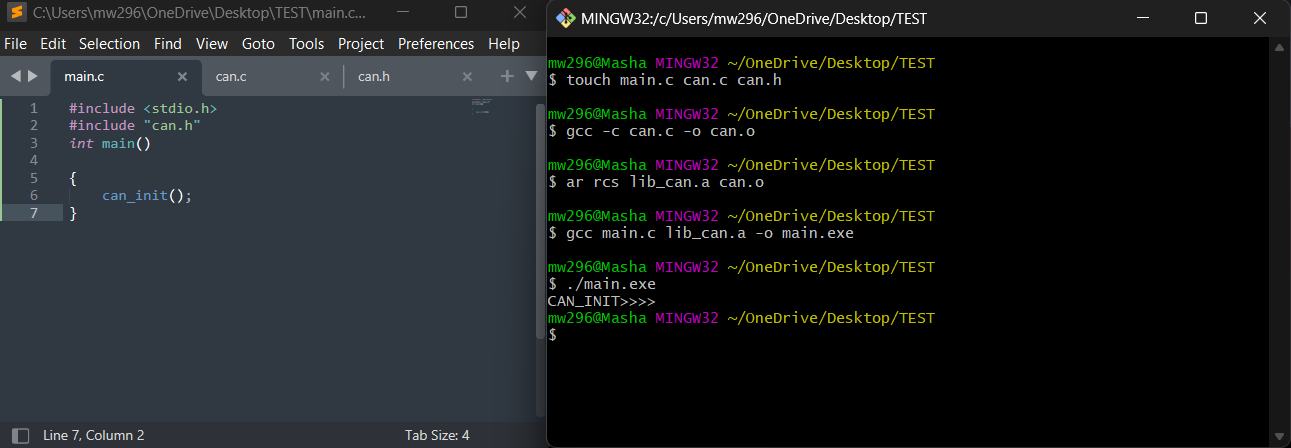 C:\Users\mw296\OneDrive\Desktop\TEST\main.c...
File Edit Selection Find View Goto Tools Project Preferences Help
main.c can.c can.h
1 #include <stdio.h>
2 #include "can.h"
3 int main()
4
5 {
6 can_init();
7 }
Line 7, Column 2 Tab Size: 4
MINGW32:/c/Users/mw296/OneDrive/Desktop/TEST
mw296@Masha MINGW32 ~/OneDrive/Desktop/TEST
$ touch main.c can.c can.h
mw296@Masha MINGW32 ~/OneDrive/Desktop/TEST
$ gcc -c can.c -o can.o
mw296@Masha MINGW32 ~/OneDrive/Desktop/TEST
$ ar rcs lib_can.a can.o
mw296@Masha MINGW32 ~/OneDrive/Desktop/TEST
$ gcc main.c lib_can.a -o main.exe
mw296@Masha MINGW32 ~/OneDrive/Desktop/TEST
$ ./main.exe
CAN_INIT>>>>
mw296@Masha MINGW32 ~/OneDrive/Desktop/TEST
$